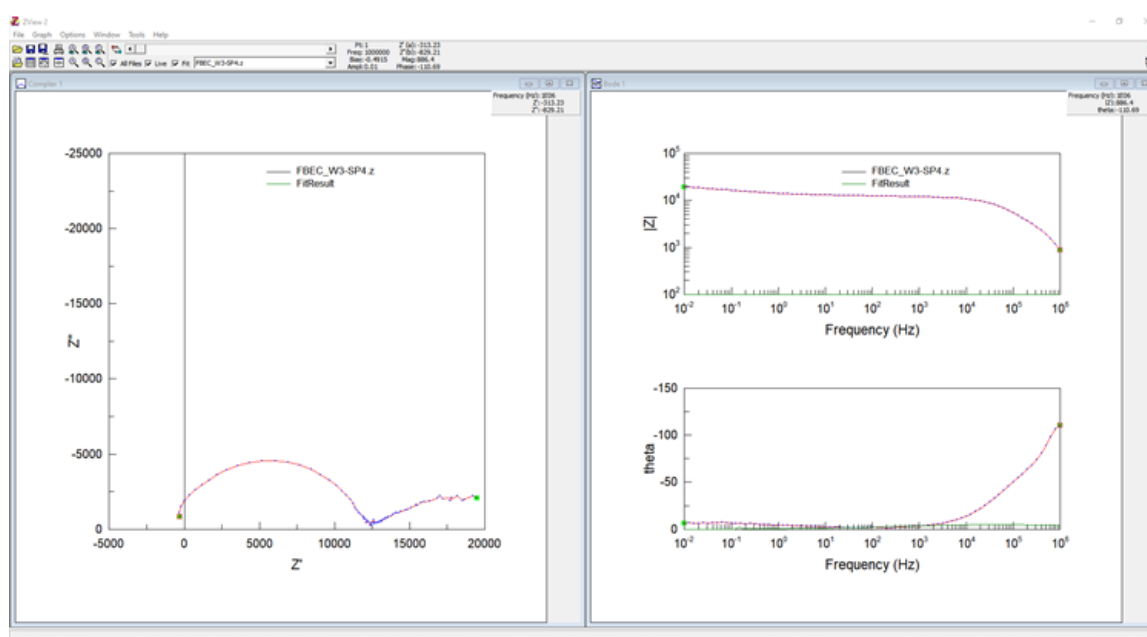 ZView 2
File Graph Options Window Tools Help
Pt: 1
Freq: 1000000
Bias: -0.4915
Ampl: 0.01
Z' (a): -313.23
Z''(b): -829.21
Mag: 886.4
Phase: -110.69
All Files Live Fit FBEC_W3-SP4.z
Complex 1
Frequency (Hz): 1E06
Z': -313.23
Z'': -829.21
-25000
-20000
-15000
-10000
-5000
0
Z''
FBEC_W3-SP4.z
FitResult
-5000 0 5000 10000 15000 20000
Z'
Bode 1
Frequency (Hz): 1E06
|Z|: 886.4
theta: -110.69
10^5
10^4
10^3
10^2
|Z|
FBEC_W3-SP4.z
FitResult
10^-2 10^-1 10^0 10^1 10^2 10^3 10^4 10^5 10^6
Frequency (Hz)
-150
-100
-50
0
theta
10^-2 10^-1 10^0 10^1 10^2 10^3 10^4 10^5 10^6
Frequency (Hz)